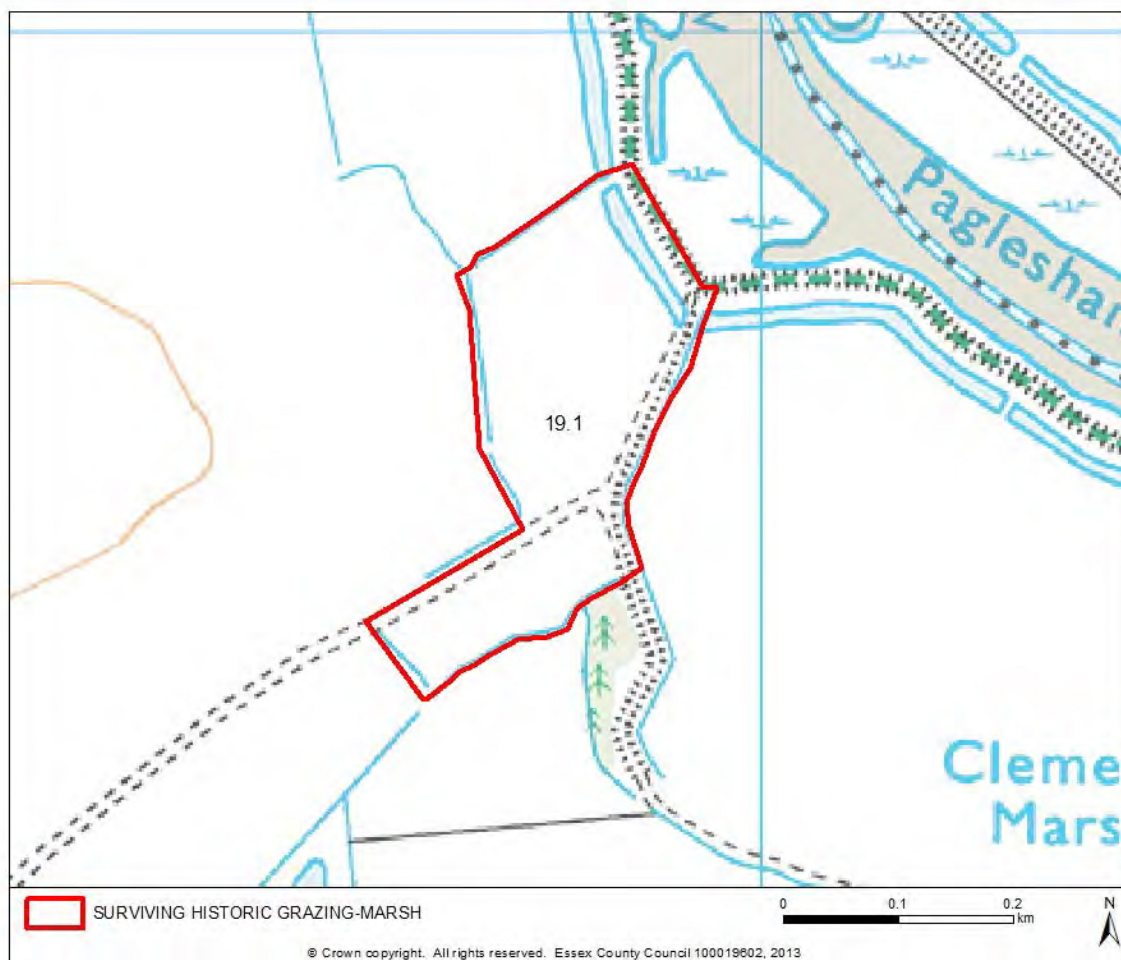 Paglesham
19.1
Cleme
Mars
SURVIVING HISTORIC GRAZING-MARSH
0 0.1 0.2
km
N
© Crown copyright. All rights reserved. Essex County Council 100019602, 2013